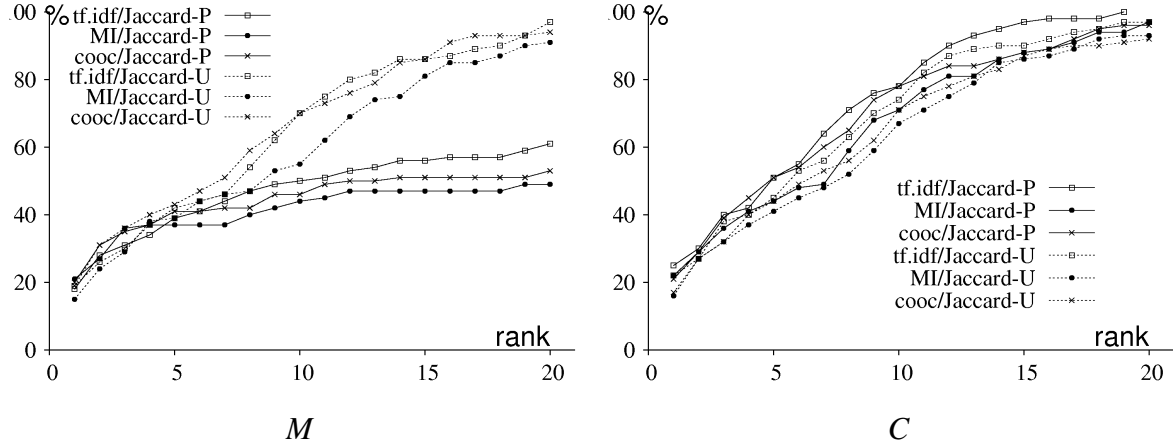 .00 %
tf.idf/Jaccard-P
MI/Jaccard-P
cooc/Jaccard-P
tf.idf/Jaccard-U
MI/Jaccard-U
cooc/Jaccard-U
80
60
40
20
0
rank
0 5 10 15 20
M
.00 %
80
60
40
20
0
tf.idf/Jaccard-P
MI/Jaccard-P
cooc/Jaccard-P
tf.idf/Jaccard-U
MI/Jaccard-U
cooc/Jaccard-U
rank
0 5 10 15 20
C